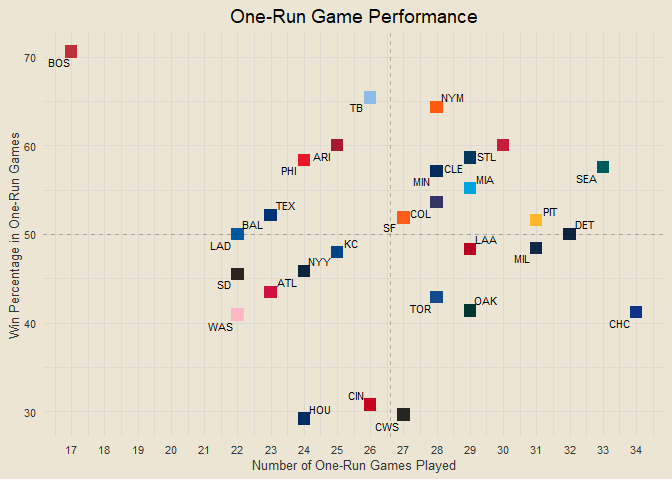 One-Run Game Performance
Win Percentage in One-Run Games
70
60
50
40
30
BOS
TB
NYM
PHI
ARI
STL
CLE
MIN
MIA
SEA
TEX
BAL
LAD
COL
SF
PIT
DET
KC
LAA
MIL
NYY
SD
ATL
WAS
TOR
OAK
CHC
HOU
CIN
CWS
17 18 19 20 21 22 23 24 25 26 27 28 29 30 31 32 33 34
Number of One-Run Games Played